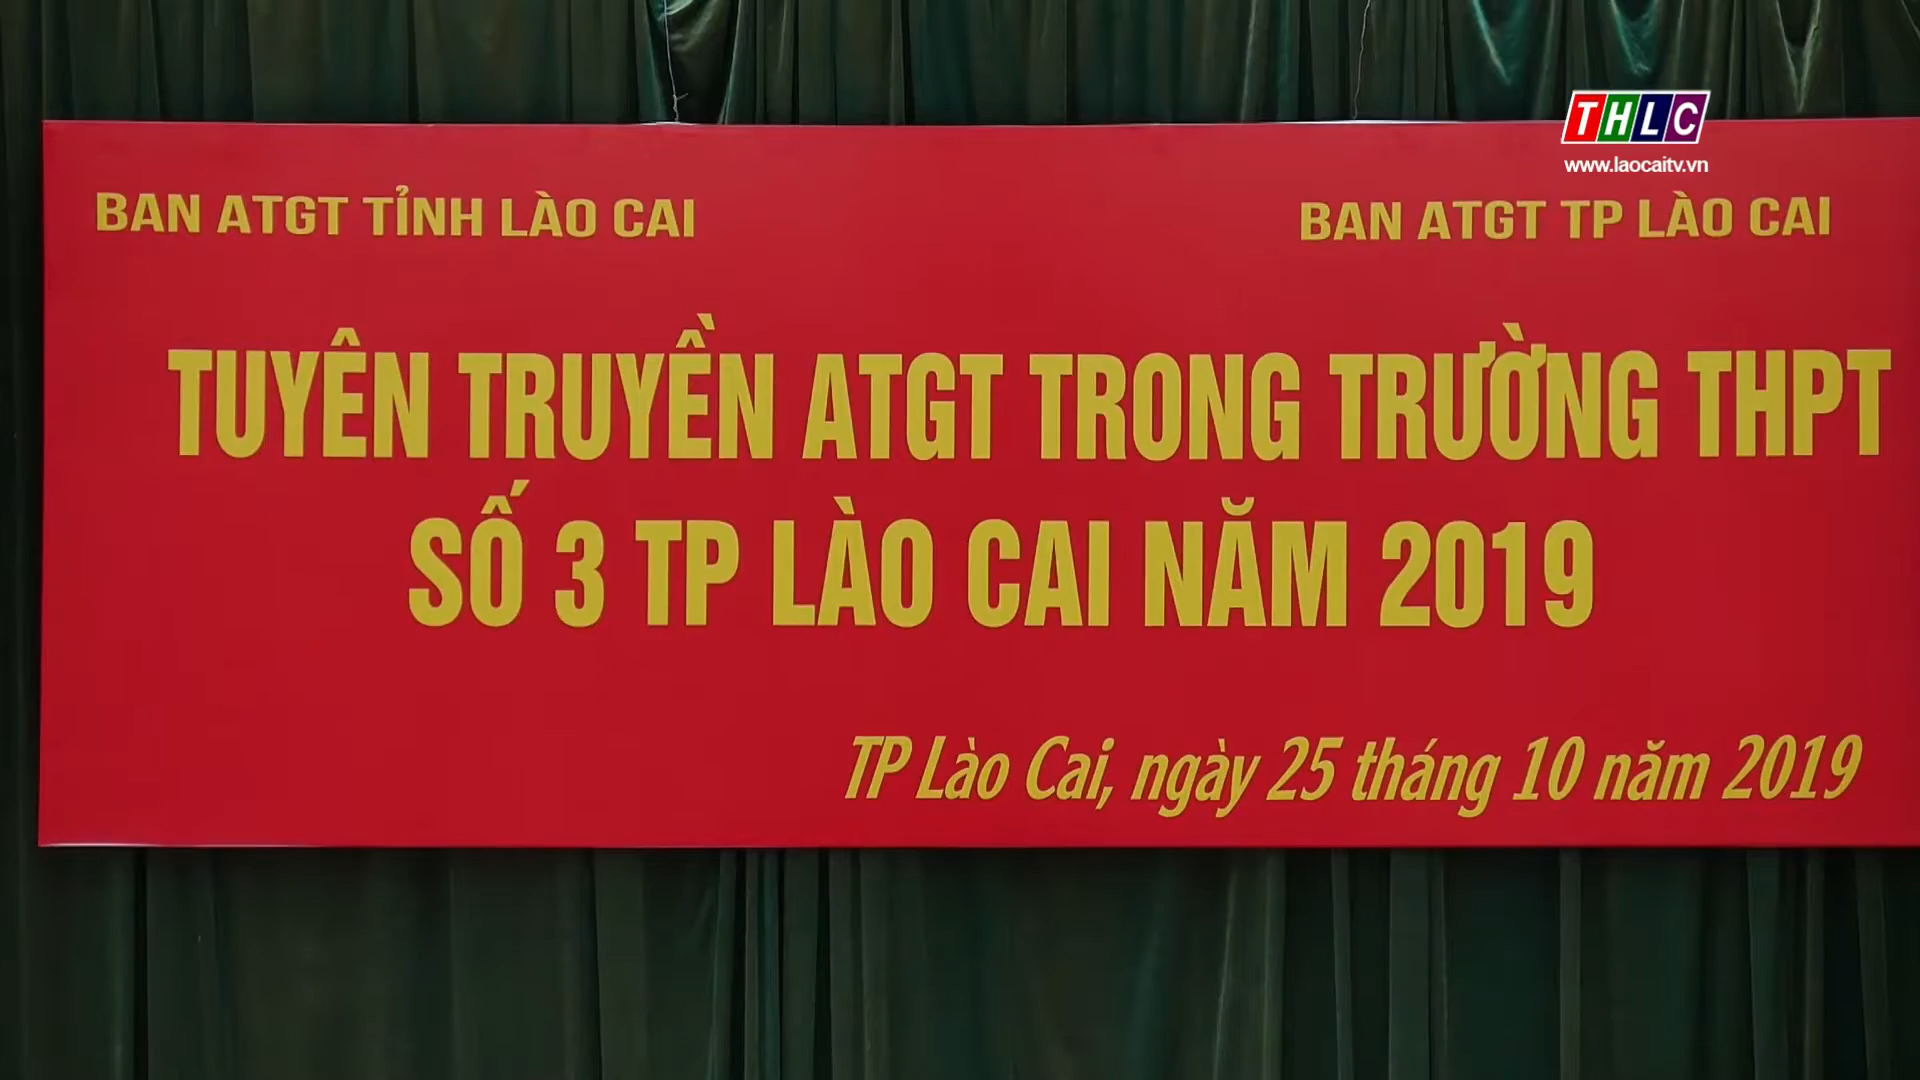 THLC
www.laocaitv.vn
BAN ATGT TỈNH LÀO CAI
BAN ATGT TP LÀO CAI
TUYÊN TRUYỀN ATGT TRONG TRƯỜNG THPT
SỐ 3 TP LÀO CAI NĂM 2019
TP Lào Cai, ngày 25 tháng 10 năm 2019